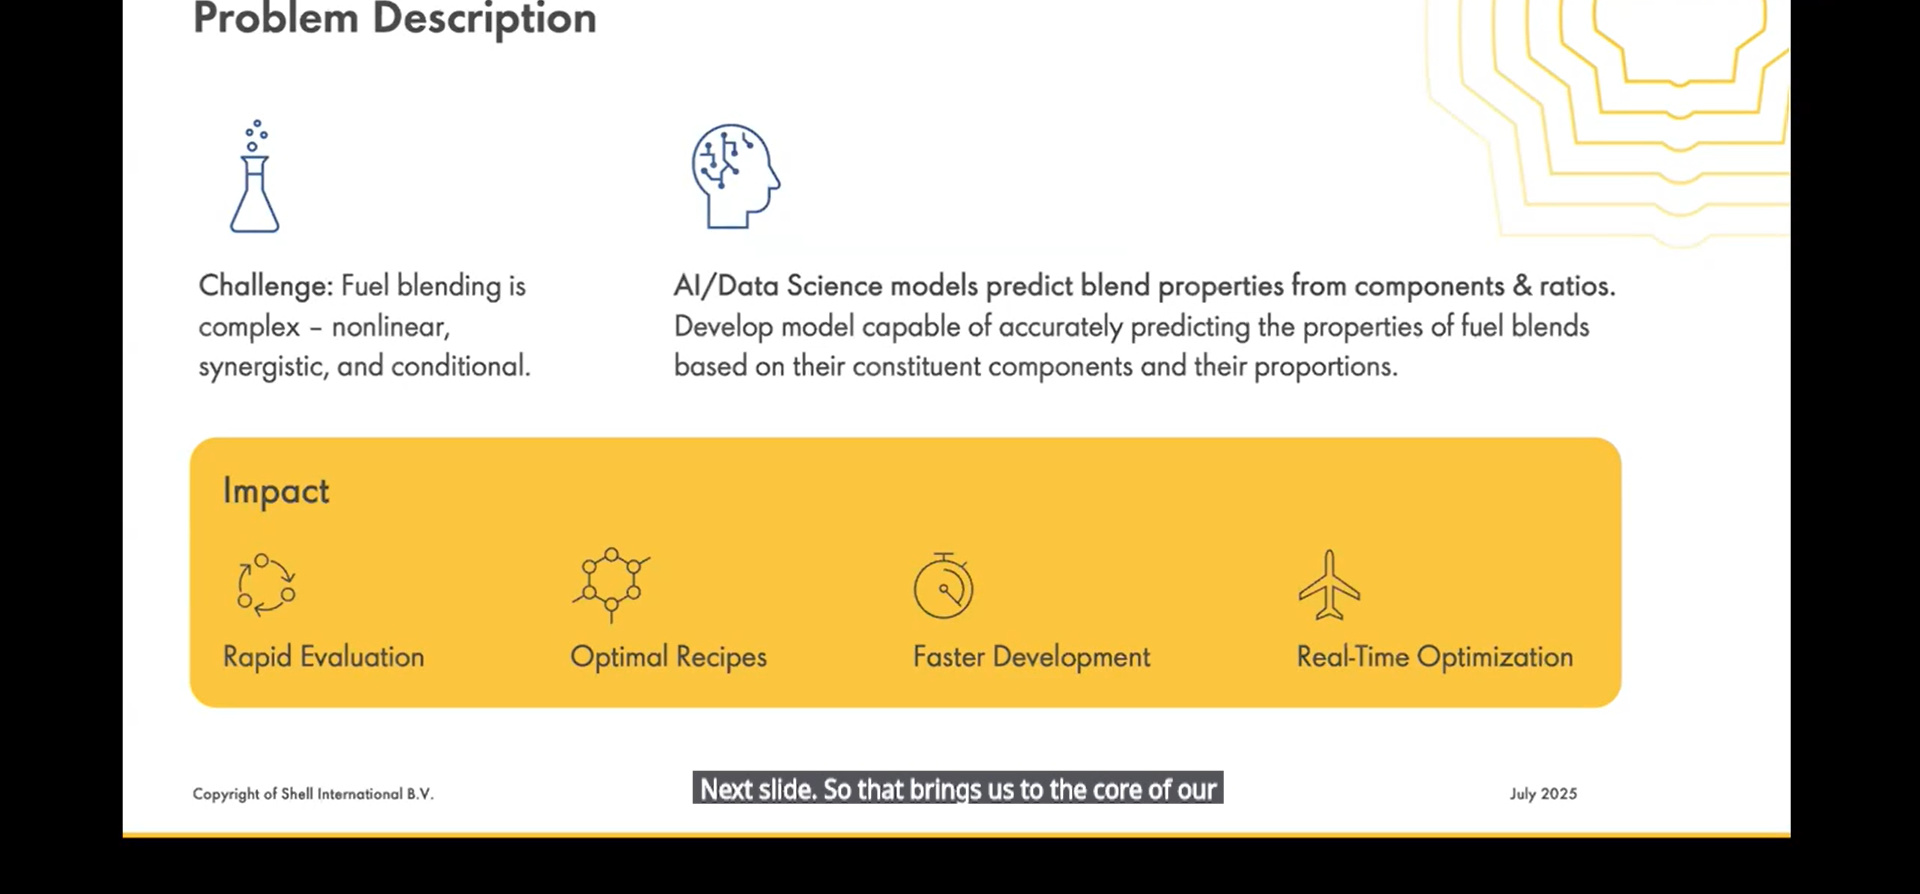 Problem Description
Challenge: Fuel blending is
complex – nonlinear,
synergistic, and conditional.
AI/Data Science models predict blend properties from components & ratios.
Develop model capable of accurately predicting the properties of fuel blends
based on their constituent components and their proportions.
Impact
Rapid Evaluation
Optimal Recipes
Faster Development
Real-Time Optimization
Copyright of Shell International B.V.
Next slide. So that brings us to the core of our
July 2025